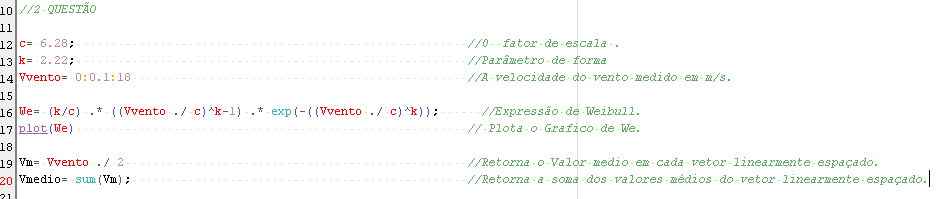 10 //2 QUESTÃO
11
12 c= 6.28; //O fator de escala .
13 k= 2.22; //Parâmetro de forma
14 Vvento= 0:0.1:18 //A velocidade do vento medido em m/s.
15
16 We= (k/c) .* ((Vvento ./ c)^k-1) .* exp(-((Vvento ./ c)^k)); //Expressão de Weibull.
17 plot(We) // Plota o Grafico de We.
18
19 Vm= Vvento ./ 2 //Retorna o Valor medio em cada vetor linearmente espaçado.
20 Vmedio= sum(Vm); //Retorna a soma dos valores médios do vetor linearmente espaçado.
21